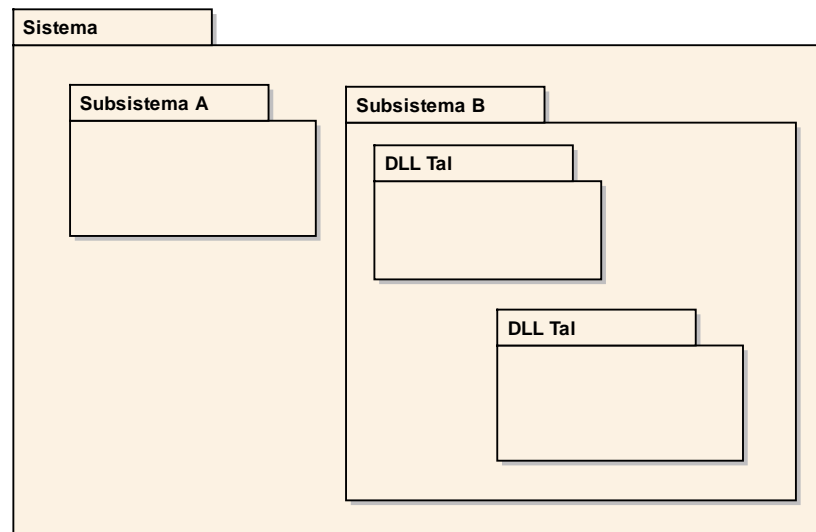 Sistema
Subsistema A
Subsistema B
DLL Tal
DLL Tal